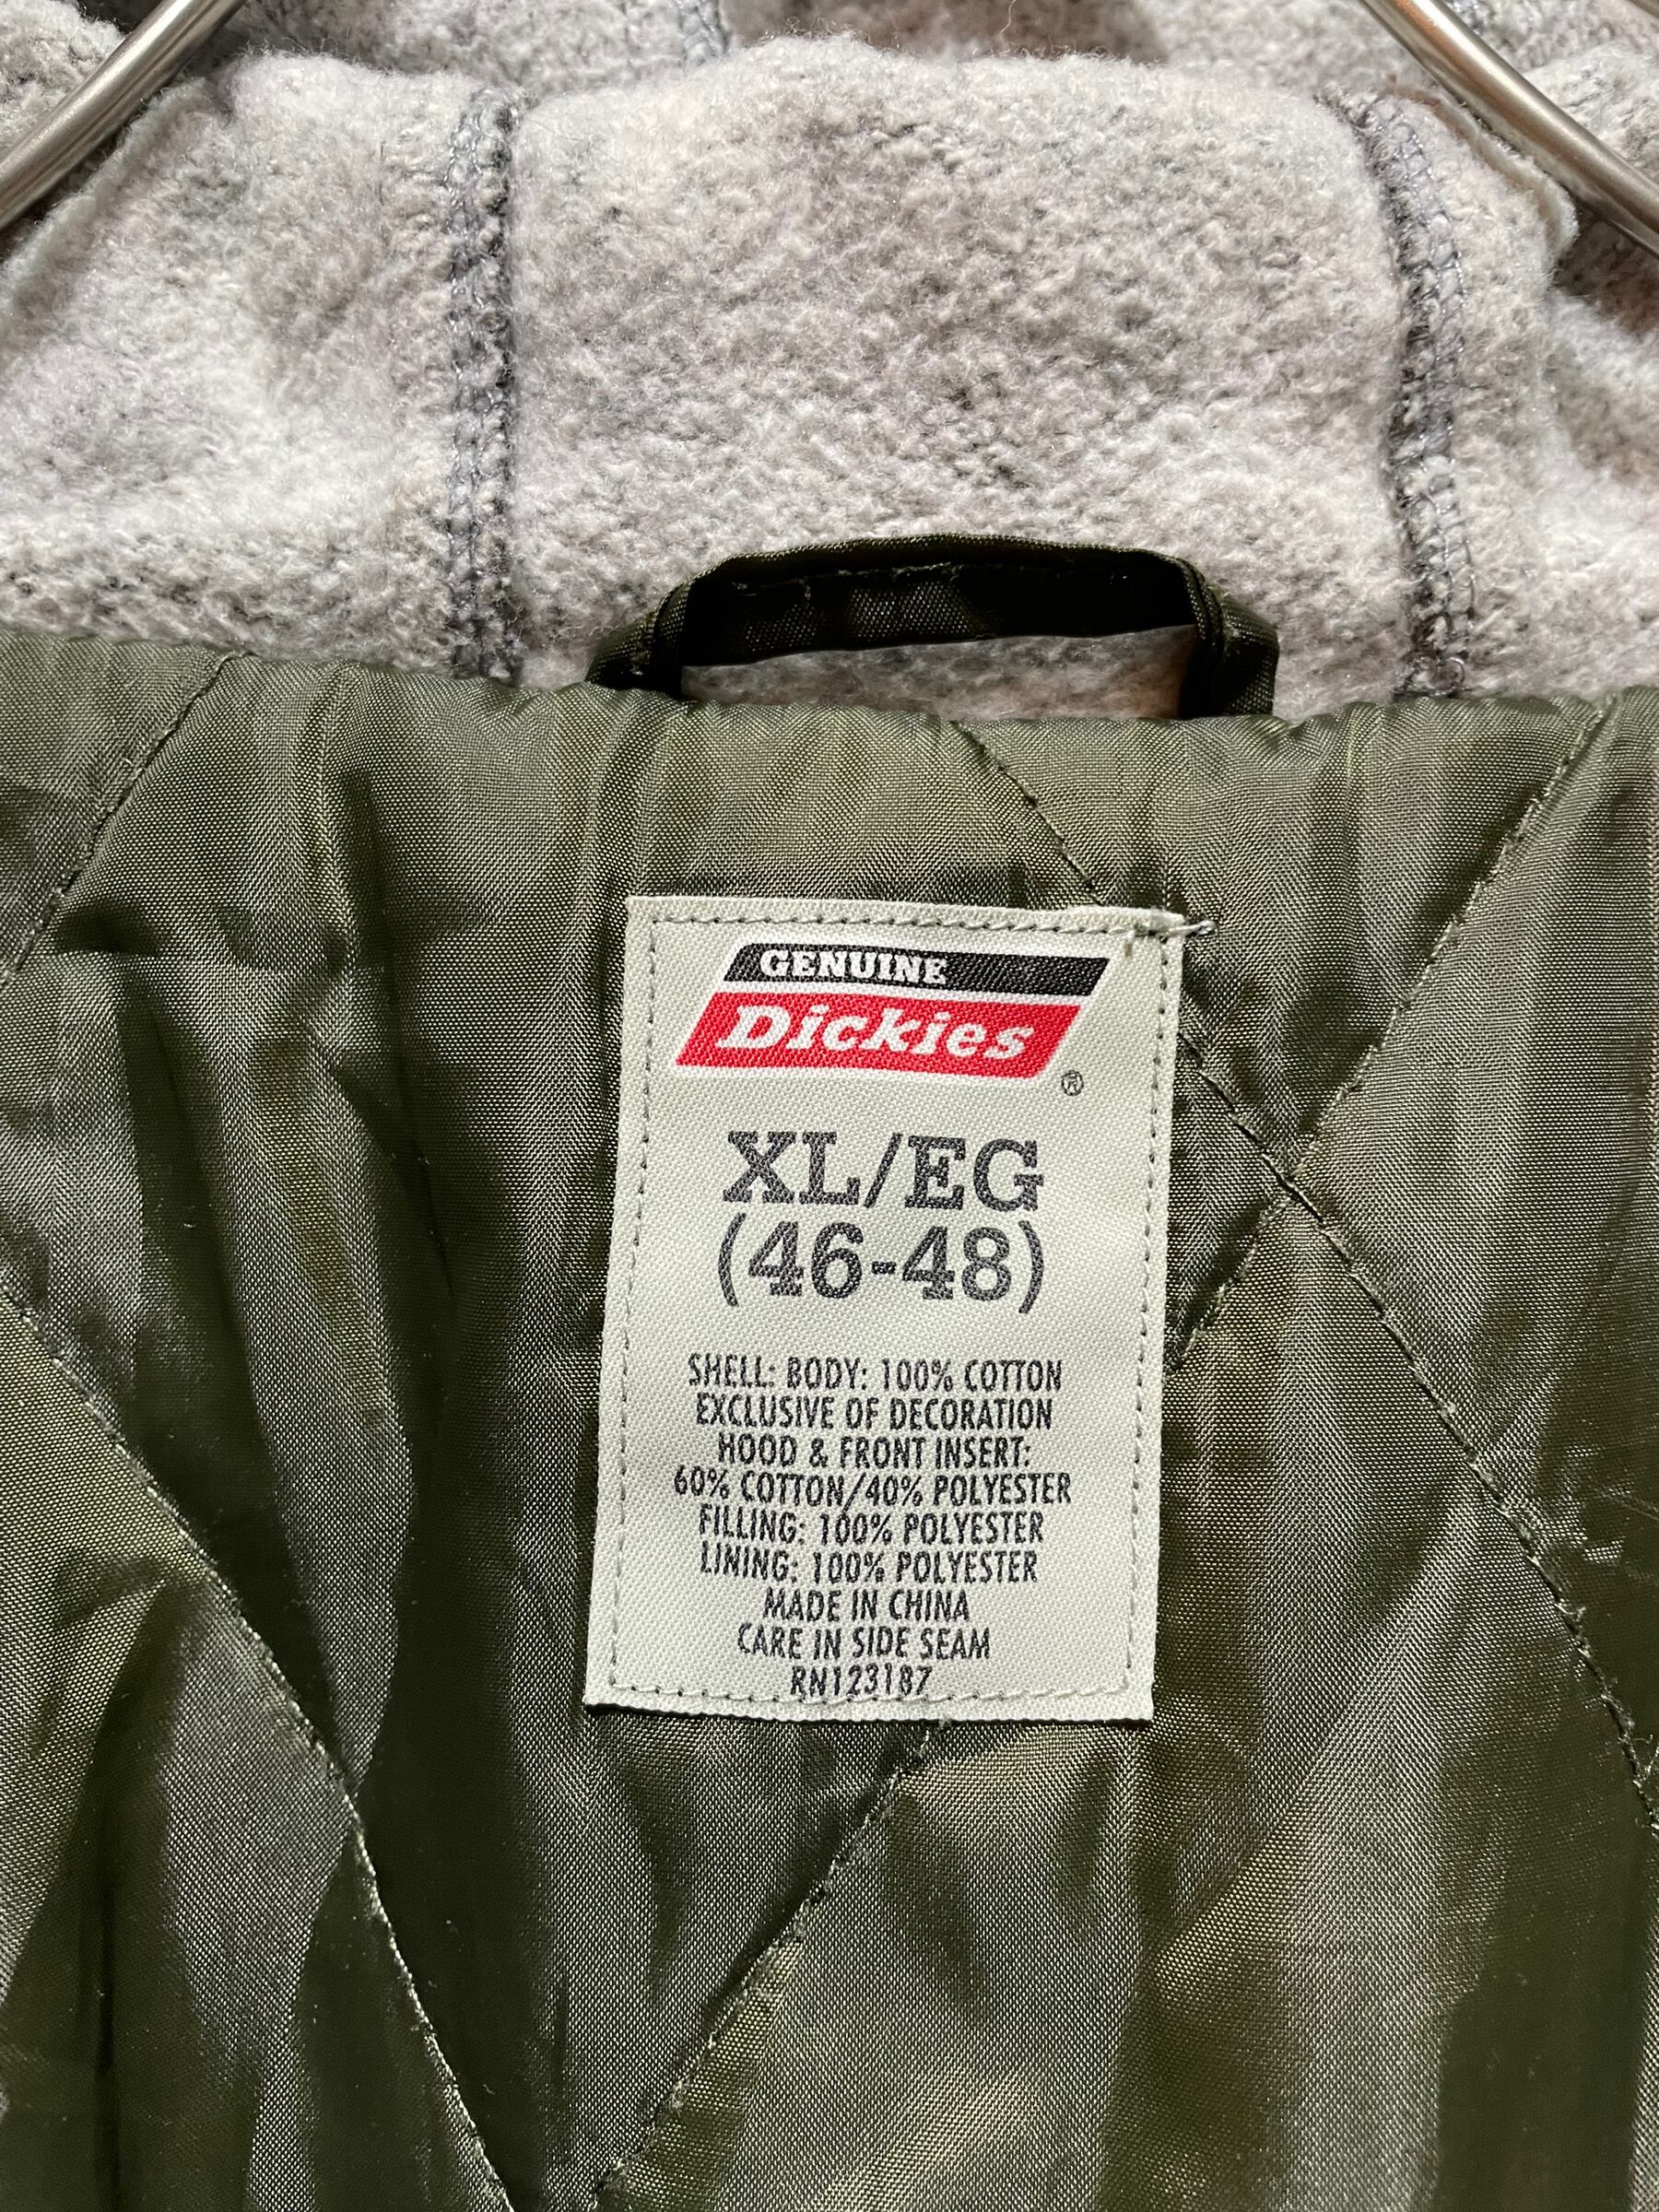 GENUINE
Dickies
®
XL/EG
(46-48)
SHELL: BODY: 100% COTTON
EXCLUSIVE OF DECORATION
HOOD & FRONT INSERT:
60% COTTON/40% POLYESTER
FILLING: 100% POLYESTER
LINING: 100% POLYESTER
MADE IN CHINA
CARE IN SIDE SEAM
RN123187